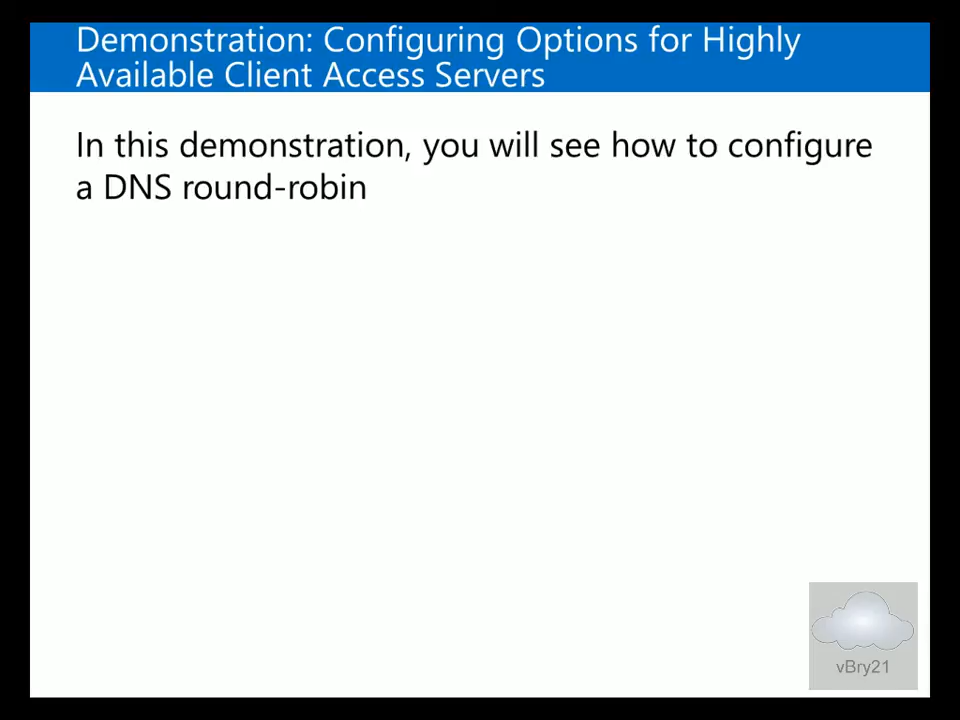 Demonstration: Configuring Options for Highly
Available Client Access Servers
In this demonstration, you will see how to configure
a DNS round-robin
vBry21